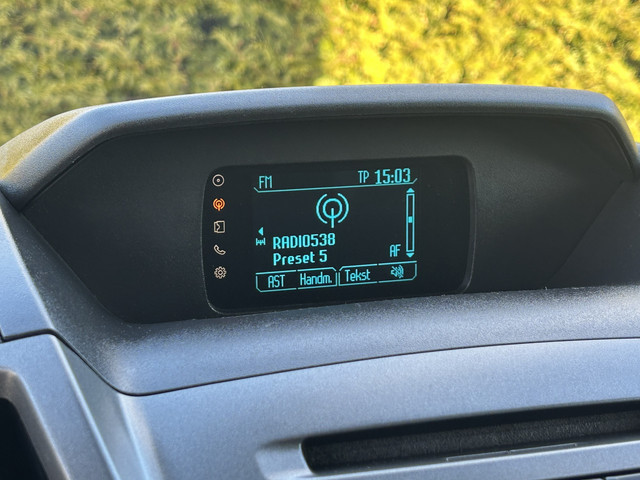 FM TP 15:03
RADIO538
Preset 5 AF
AST Handm. Tekst